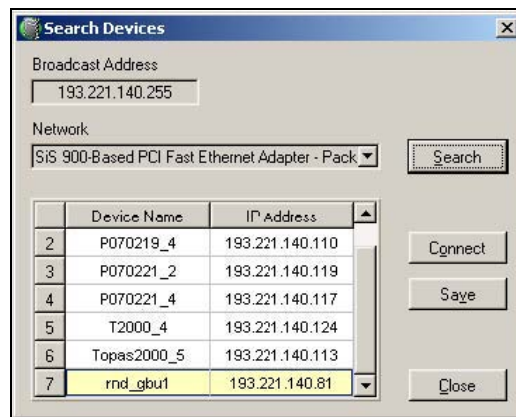 Search Devices
Broadcast Address
193.221.140.255
Network
SiS 900-Based PCI Fast Ethernet Adapter - Pack
Search
Device Name IP Address
2 P070219_4 193.221.140.110
3 P070221_2 193.221.140.119
4 P070221_4 193.221.140.117
5 T2000_4 193.221.140.124
6 Topas2000_5 193.221.140.113
7 rnd_gbu1 193.221.140.81
Connect
Save
Close